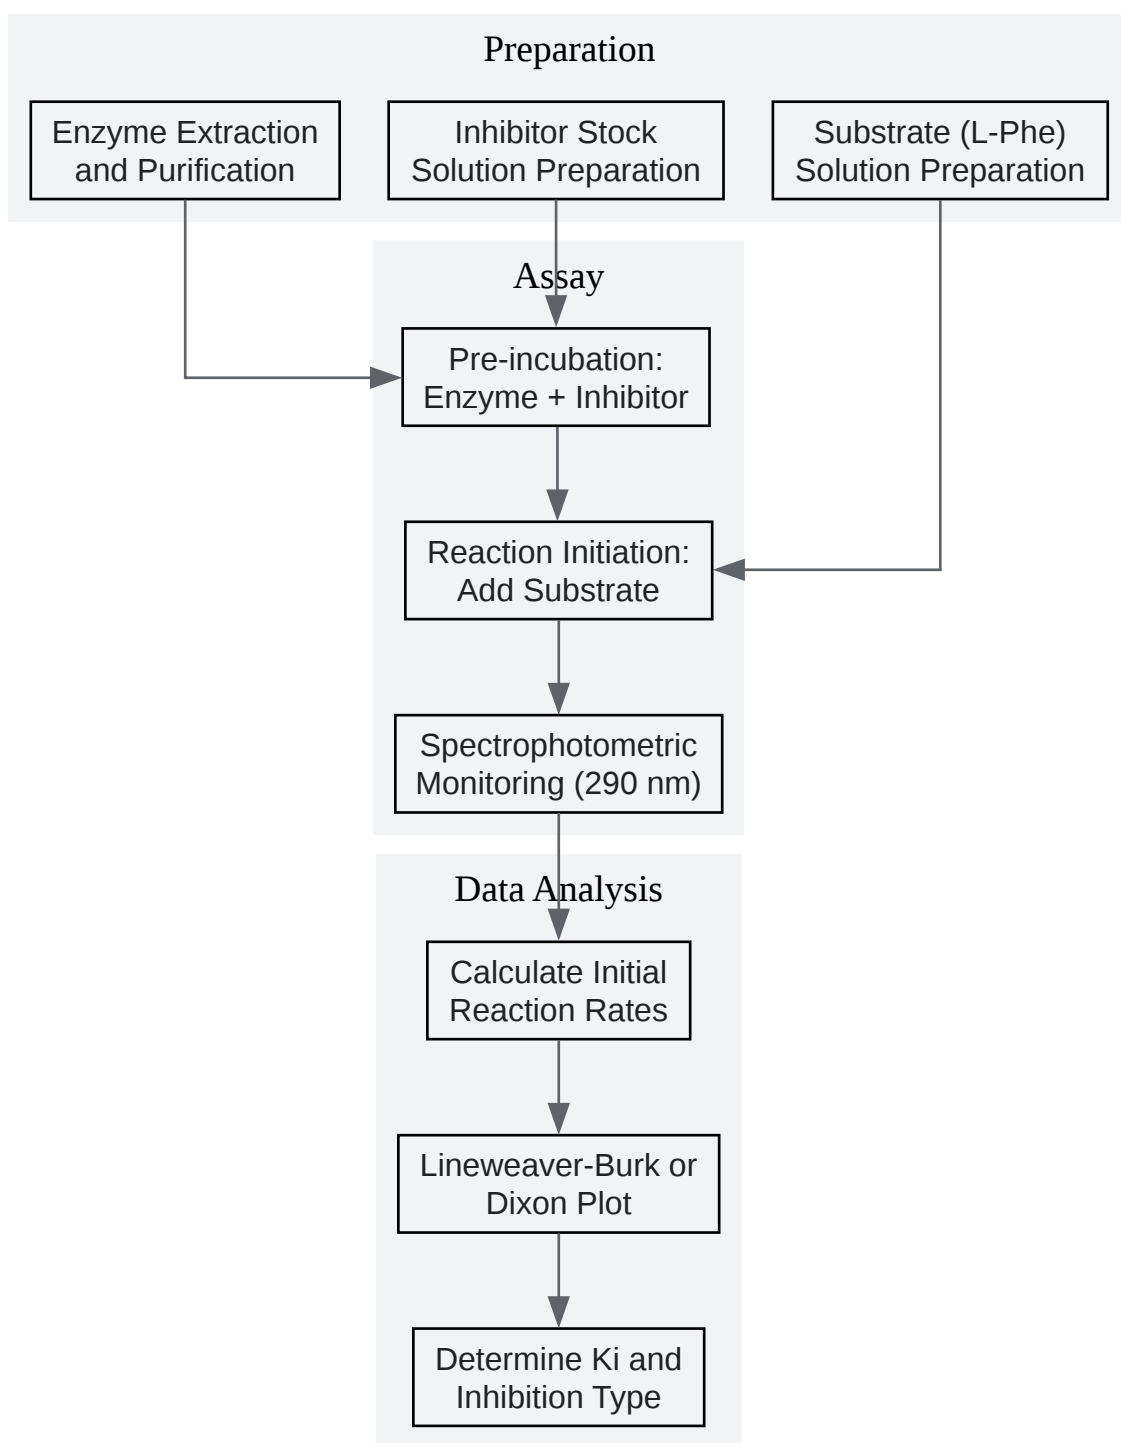 Preparation
Enzyme Extraction
and Purification
Inhibitor Stock
Solution Preparation
Substrate (L-Phe)
Solution Preparation
Assay
Pre-incubation:
Enzyme + Inhibitor
Reaction Initiation:
Add Substrate
Spectrophotometric
Monitoring (290 nm)
Data Analysis
Calculate Initial
Reaction Rates
Lineweaver-Burk or
Dixon Plot
Determine Ki and
Inhibition Type